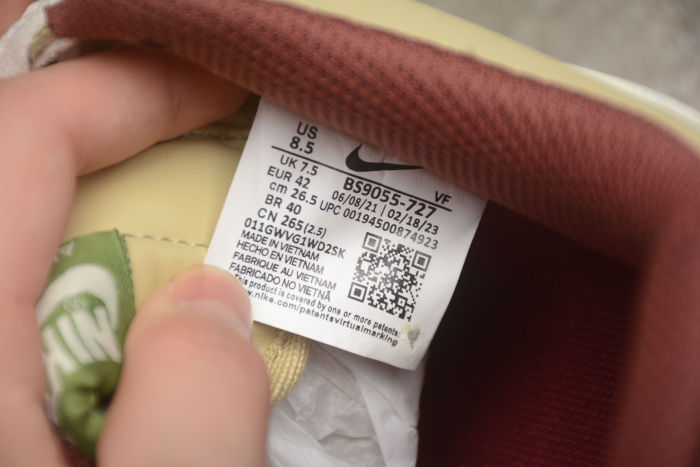 US
8.5
UK 7.5
EUR 42
cm 26.5
BR 40
CN 265(2.5)
BS9055-727 VF
06/08/21 | 02/18/23
UPC 00194500874923
011GWVG1WD2SK
MADE IN VIETNAM
HECHO EN VIETNAM
FABRIQUE AU VIETNAM
FABRICADO NO VIETNÃ
This product is covered by one or more patents.
www.nike.com/patentsvirtualmarking
NIK